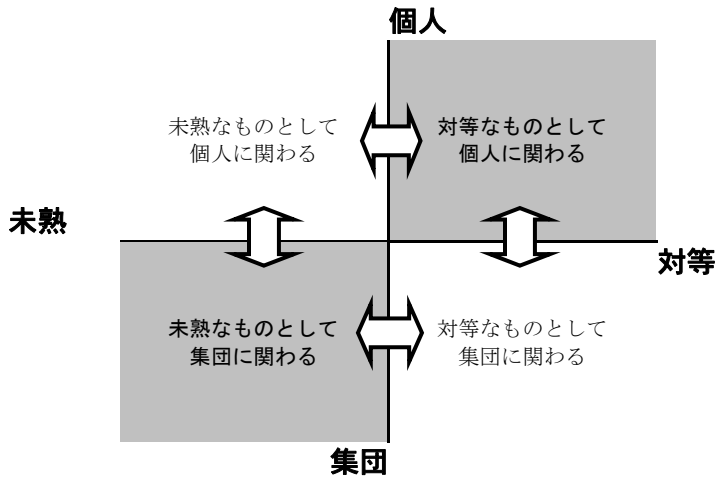 個人
未熟なものとして
個人に関わる
対等なものとして
個人に関わる
未熟
対等
未熟なものとして
集団に関わる
対等なものとして
集団に関わる
集団